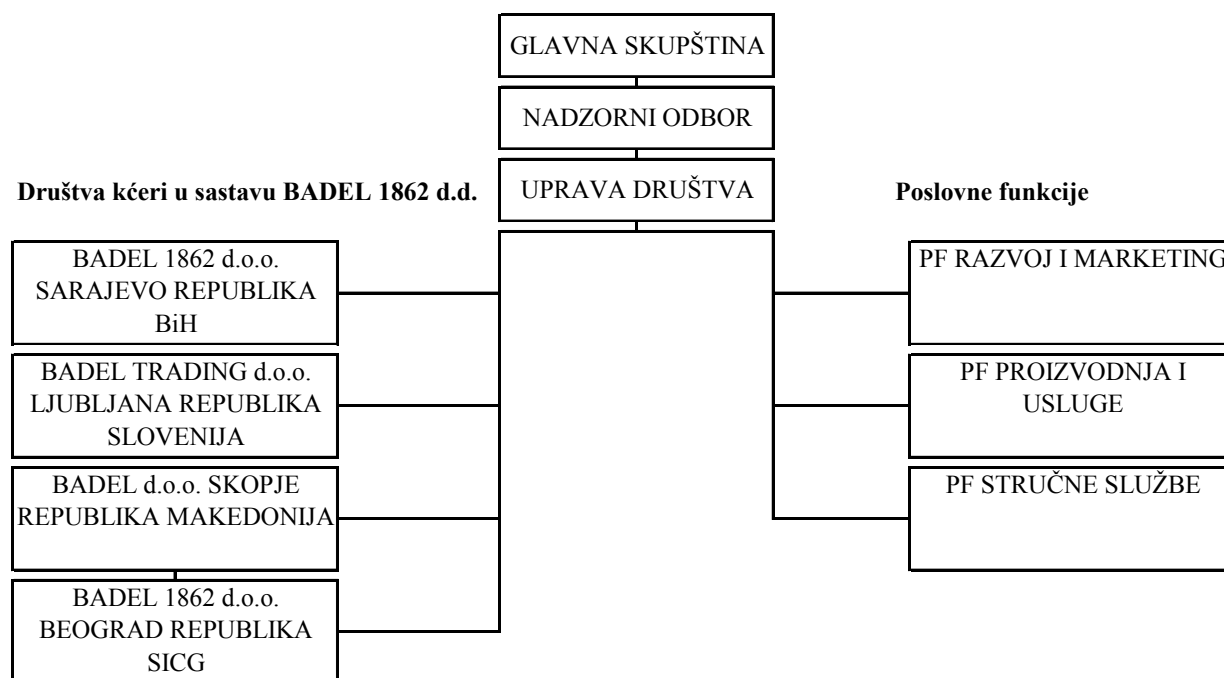 GLAVNA SKUPŠTINA
NADZORNI ODBOR
UPRAVA DRUŠTVA
Društva kćeri u sastavu BADEL 1862 d.d.
BADEL 1862 d.o.o.
SARAJEVO REPUBLIKA
BiH
BADEL TRADING d.o.o.
LJUBLJANA REPUBLIKA
SLOVENIJA
BADEL d.o.o. SKOPJE
REPUBLIKA MAKEDONIJA
BADEL 1862 d.o.o.
BEOGRAD REPUBLIKA
SICG
Poslovne funkcije
PF RAZVOJ I MARKETING
PF PROIZVODNJA I
USLUGE
PF STRUČNE SLUŽBE